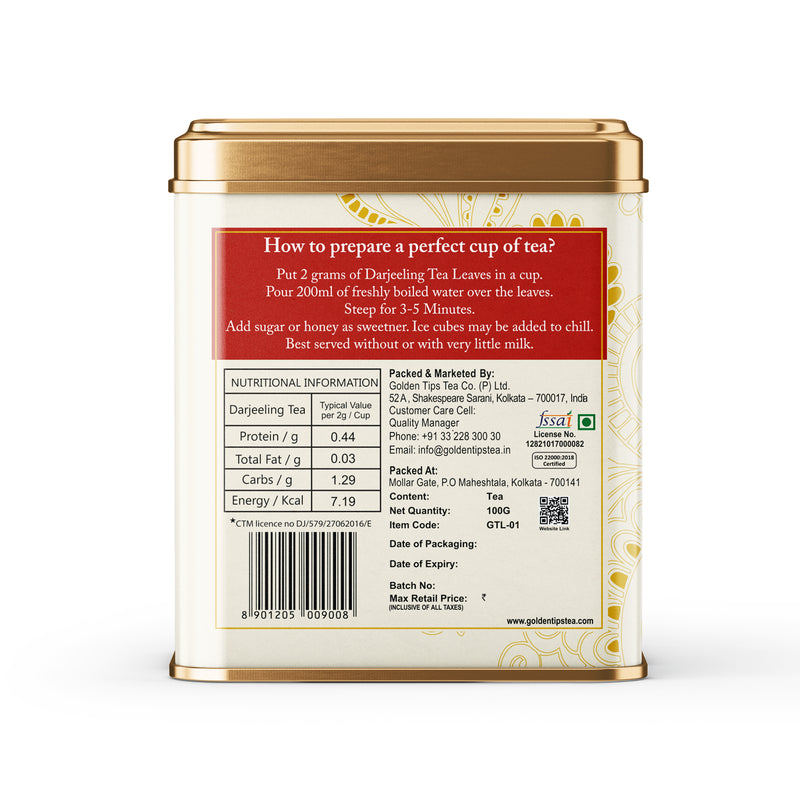 How to prepare a perfect cup of tea?
Put 2 grams of Darjeeling Tea Leaves in a cup.
Pour 200ml of freshly boiled water over the leaves.
Steep for 3-5 Minutes.
Add sugar or honey as sweetner. Ice cubes may be added to chill.
Best served without or with very little milk.
NUTRITIONAL INFORMATION
Darjeeling Tea
Typical Value
per 2g / Cup
Protein / g 0.44
Total Fat / g 0.03
Carbs / g 1.29
Energy / Kcal 7.19
*CTM licence no DJ/579/27062016/E
8 901205 009008
Packed & Marketed By:
Golden Tips Tea Co. (P) Ltd.
52 A, Shakespeare Sarani, Kolkata – 700017, India
Customer Care Cell:
Quality Manager
Phone: +91 33 228 300 30
Email: info@goldentipstea.in
fssai
License No.
12821017000082
ISO 22000:2018
Certified
Packed At:
Mollar Gate, P.O Maheshtala, Kolkata - 700141
Content: Tea
Net Quantity: 100G
Item Code: GTL-01
Website Link
Date of Packaging:
Date of Expiry:
Batch No:
Max Retail Price: ₹
(INCLUSIVE OF ALL TAXES)
www.goldentipstea.com